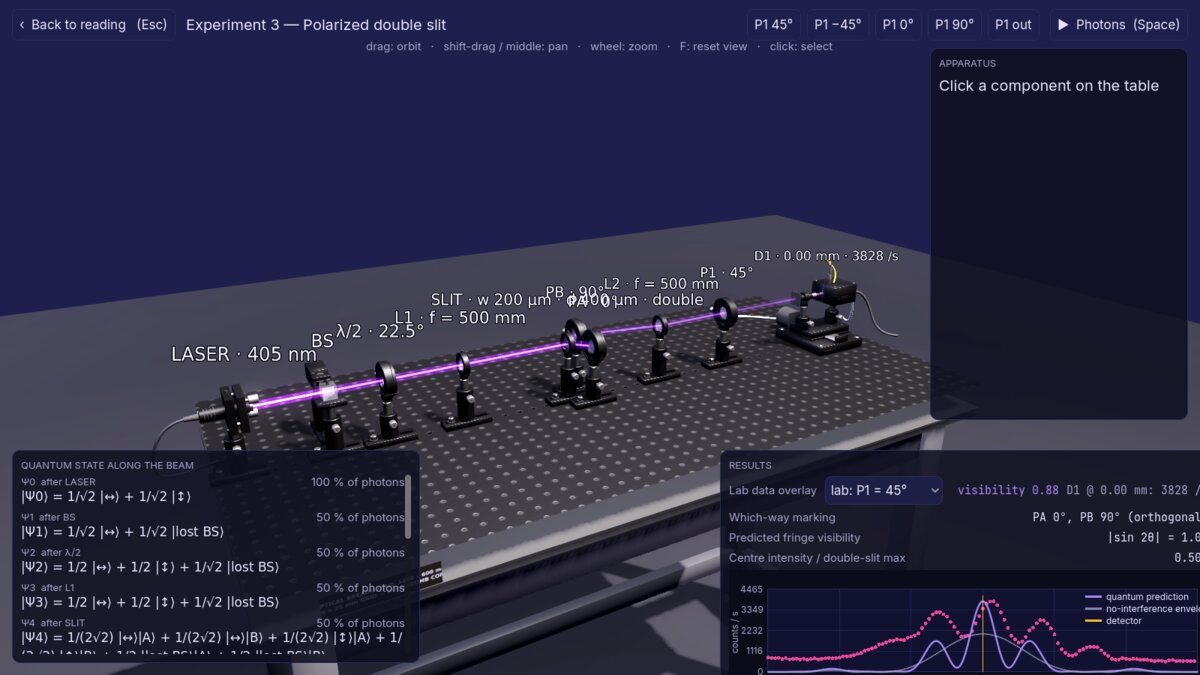 ‹ Back to reading (Esc)
Experiment 3 — Polarized double slit
P1 45°
P1 −45°
P1 0°
P1 90°
P1 out
▶ Photons (Space)
drag: orbit · shift-drag / middle: pan · wheel: zoom · F: reset view · click: select
APPARATUS
Click a component on the table
D1 · 0.00 mm · 3828 /s
P1 · 45°
L2 · f = 500 mm
PB · 90°
SLIT · w 200 µm · d 400 µm · double
L1 · f = 500 mm
λ/2 · 22.5°
BS
LASER · 405 nm
QUANTUM STATE ALONG THE BEAM
Ψ0 after LASER 100 % of photons
|Ψ0⟩ = 1/√2 |↔⟩ + 1/√2 |↕⟩
Ψ1 after BS 50 % of photons
|Ψ1⟩ = 1/√2 |↔⟩ + 1/√2 |lost BS⟩
Ψ2 after λ/2 50 % of photons
|Ψ2⟩ = 1/2 |↔⟩ + 1/2 |↕⟩ + 1/√2 |lost BS⟩
Ψ3 after L1 50 % of photons
|Ψ3⟩ = 1/2 |↔⟩ + 1/2 |↕⟩ + 1/√2 |lost BS⟩
Ψ4 after SLIT 50 % of photons
|Ψ4⟩ = 1/(2√2) |↔⟩|A⟩ + 1/(2√2) |↔⟩|B⟩ + 1/(2√2) |↕⟩|A⟩ + 1/
RESULTS
Lab data overlay
lab: P1 = 45°
visibility 0.88 D1 @ 0.00 mm: 3828 /
Which-way marking PA 0°, PB 90° (orthogonal
Predicted fringe visibility |sin 2θ| = 1.0
Centre intensity / double-slit max 0.50
4465
3349
2232
1116
0
counts / s
quantum prediction
no-interference envelo
detector